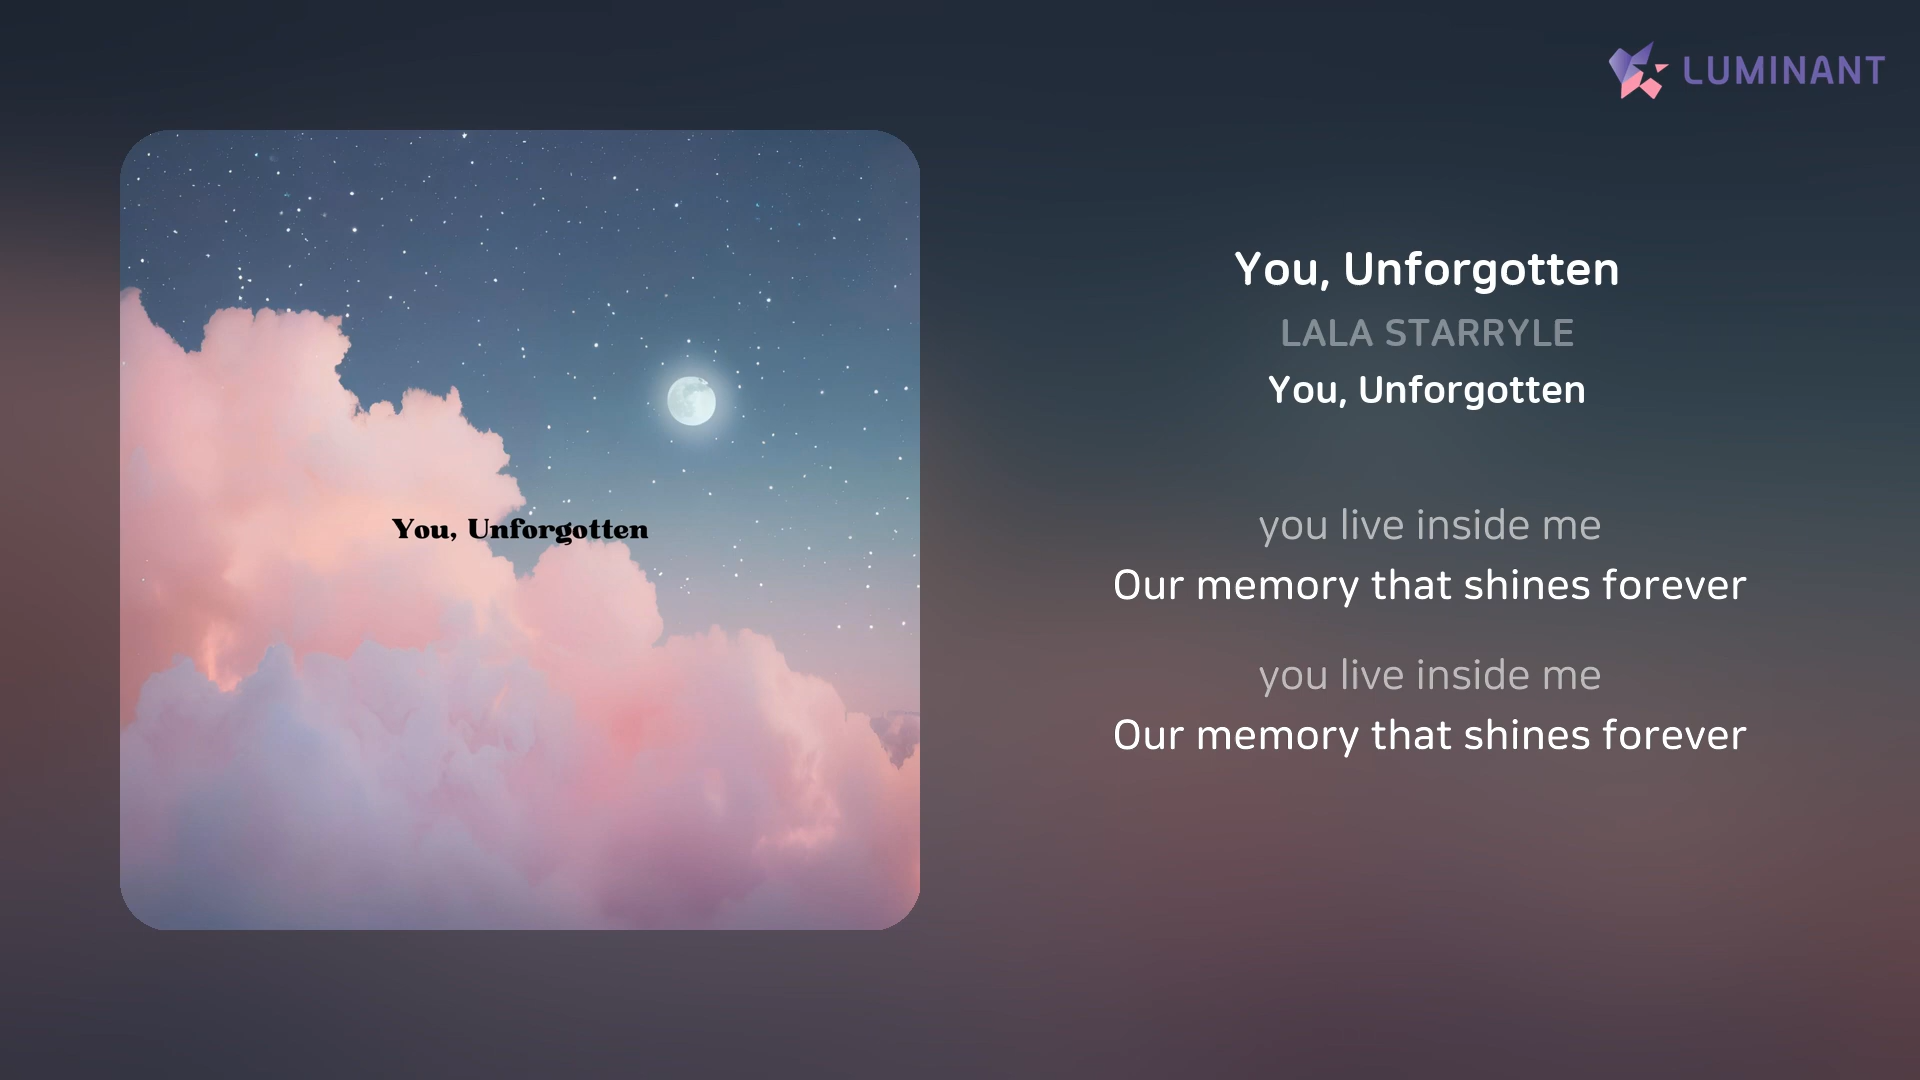 LUMINANT
You, Unforgotten
You, Unforgotten
LALA STARRYLE
You, Unforgotten
you live inside me
Our memory that shines forever
you live inside me
Our memory that shines forever